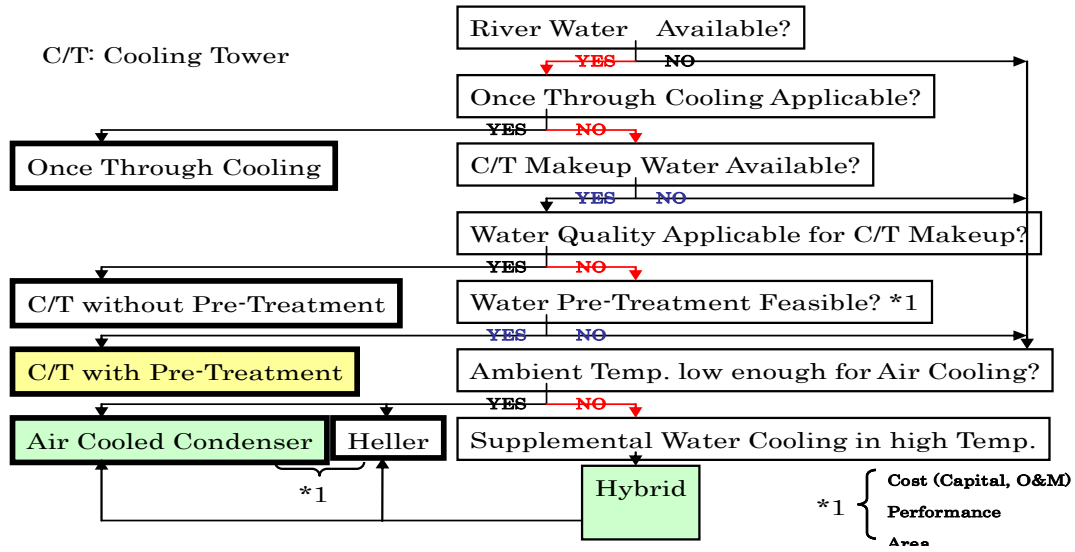 River Water Available?
C/T: Cooling Tower
YES NO
Once Through Cooling Applicable?
YES NO
Once Through Cooling
C/T Makeup Water Available?
YES NO
Water Quality Applicable for C/T Makeup?
YES NO
C/T without Pre-Treatment
Water Pre-Treatment Feasible? *1
YES NO
C/T with Pre-Treatment
Ambient Temp. low enough for Air Cooling?
YES NO
Air Cooled Condenser
Heller
Supplemental Water Cooling in high Temp.
*1
Hybrid
*1
Cost (Capital, O&M)
Performance
Area